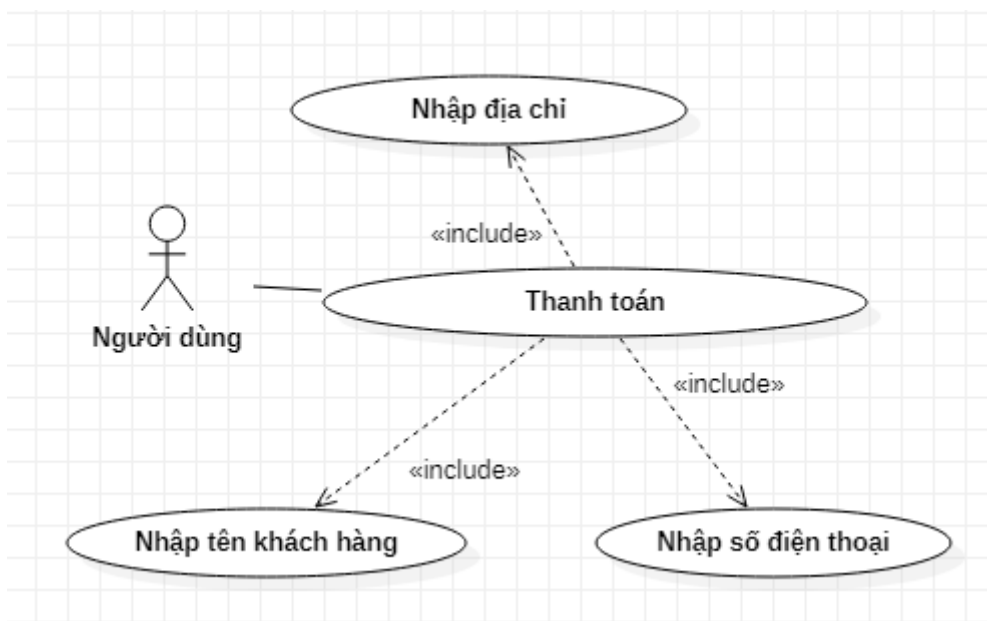 Nhập địa chỉ
«include»
Thanh toán
Người dùng
«include»
«include»
Nhập tên khách hàng
Nhập số điện thoại